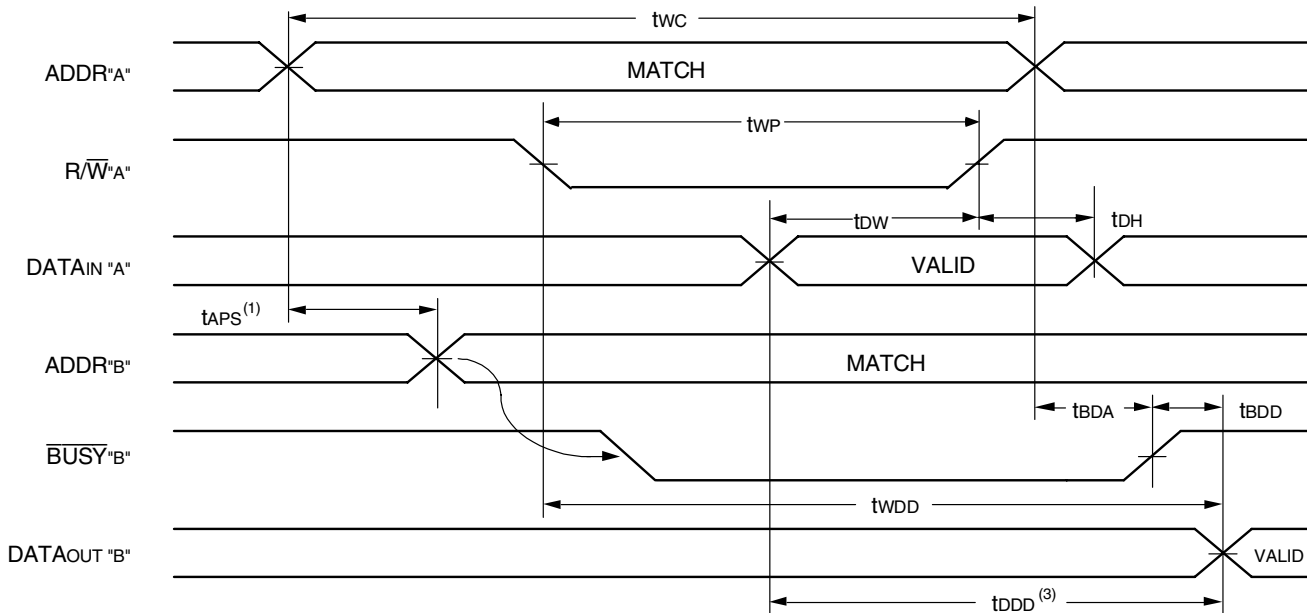 tWC
ADDR"A" MATCH
tWP
R/W̅"A"
tDW tDH
DATAIN "A" VALID
tAPS(1)
ADDR"B" MATCH
tBDA tBDD
B̅U̅S̅Y̅"B"
tWDD
DATAOUT "B" VALID
tDDD(3)